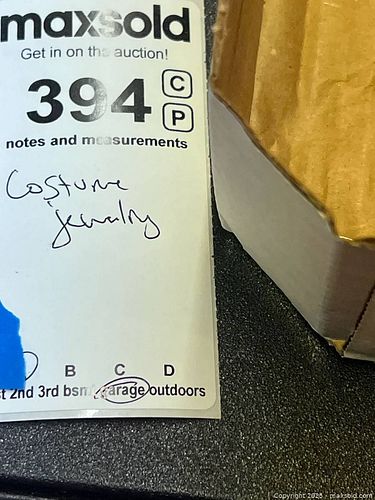 maxsold
Get in on the auction!
394 C
P
notes and measurements
Costume
jewelry
B C D
2nd 3rd bsm garage outdoors
Copyright 2025 - maxsold.com